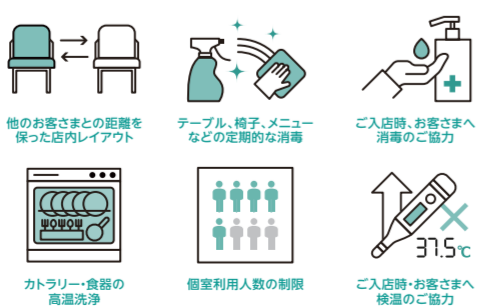 他のお客さまとの距離を
保った店内レイアウト
テーブル、椅子、メニュー
などの定期的な消毒
ご入店時、お客さまへ
消毒のご協力
カトラリー・食器の
高温洗浄
個室利用人数の制限
37.5℃
ご入店時・お客さまへ
検温のご協力